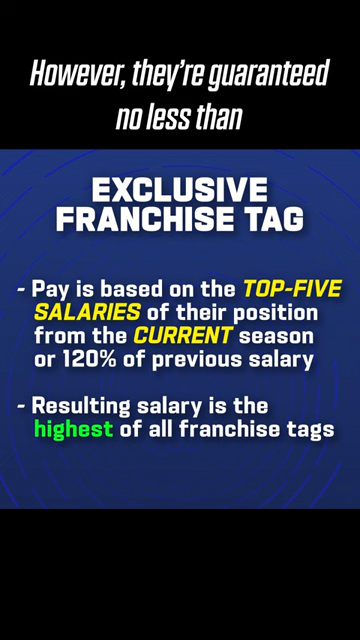 However, they're guaranteed
no less than
EXCLUSIVE
FRANCHISE TAG
- Pay is based on the TOP-FIVE
SALARIES of their position
from the CURRENT season
or 120% of previous salary
- Resulting salary is the
highest of all franchise tags